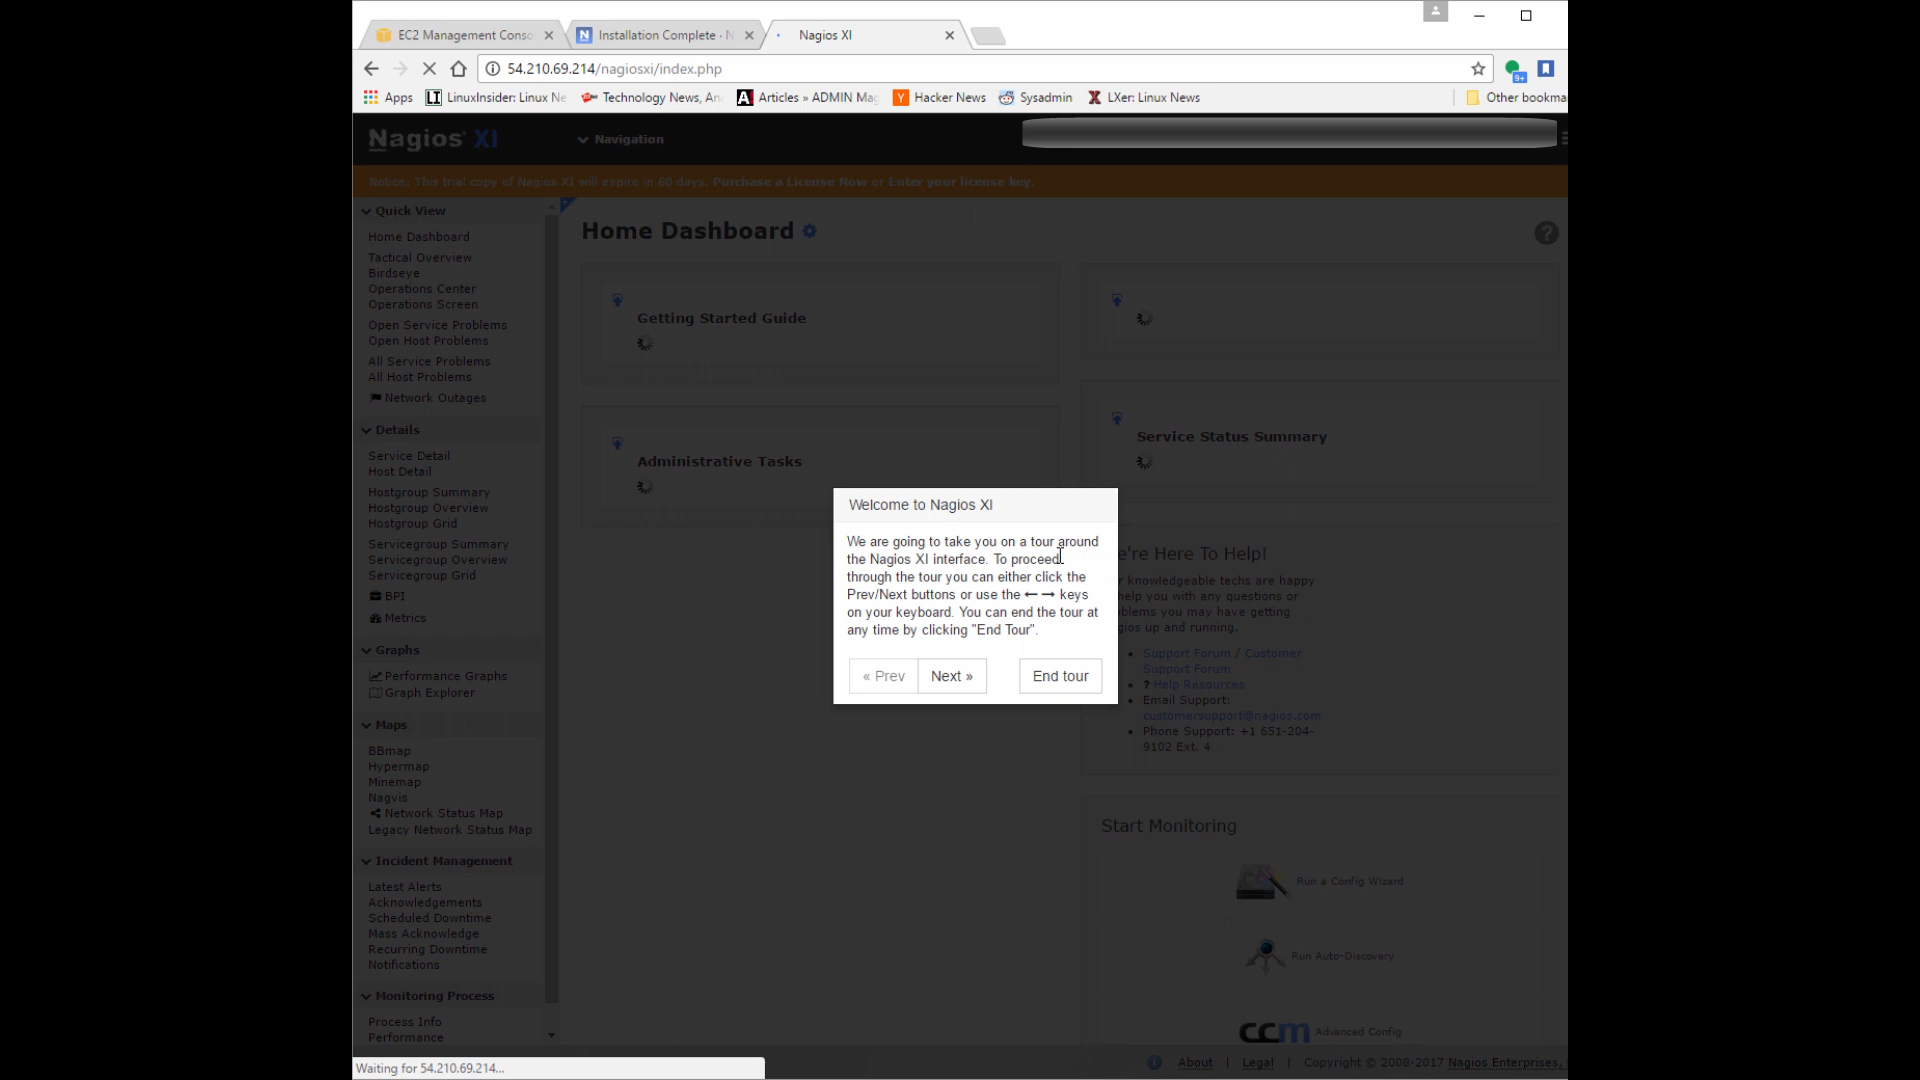 EC2 Management Conso
Installation Complete · N
Nagios XI
54.210.69.214/nagiosxi/index.php
9+
Apps
LinuxInsider: Linux Ne
Technology News, An
Articles » ADMIN Mag
Hacker News
Sysadmin
LXer: Linux News
Other bookma
Nagios® XI
Navigation
Notice: This trial copy of Nagios XI will expire in 60 days. Purchase a License Now or Enter your license key.
Quick View
Home Dashboard
Tactical Overview
Birdseye
Operations Center
Operations Screen
Open Service Problems
Open Host Problems
All Service Problems
All Host Problems
Network Outages
Details
Service Detail
Host Detail
Hostgroup Summary
Hostgroup Overview
Hostgroup Grid
Servicegroup Summary
Servicegroup Overview
Servicegroup Grid
BPI
Metrics
Graphs
Performance Graphs
Graph Explorer
Maps
BBmap
Hypermap
Minemap
Nagvis
Network Status Map
Legacy Network Status Map
Incident Management
Latest Alerts
Acknowledgements
Scheduled Downtime
Mass Acknowledge
Recurring Downtime
Notifications
Monitoring Process
Process Info
Performance
Home Dashboard
Getting Started Guide
Administrative Tasks
Service Status Summary
Welcome to Nagios XI
We are going to take you on a tour around
the Nagios XI interface. To proceed
through the tour you can either click the
Prev/Next buttons or use the ←→ keys
on your keyboard. You can end the tour at
any time by clicking "End Tour".
« Prev
Next »
End tour
e're Here To Help!
r knowledgeable techs are happy
help you with any questions or
blems you may have getting
gios up and running.
Support Forum / Customer
Support Forum
? Help Resources
Email Support:
customersupport@nagios.com
Phone Support: +1 651-204-
9102 Ext. 4
Start Monitoring
Run a Config Wizard
Run Auto-Discovery
ccm Advanced Config
About | Legal | Copyright © 2008-2017 Nagios Enterprises,
Waiting for 54.210.69.214...